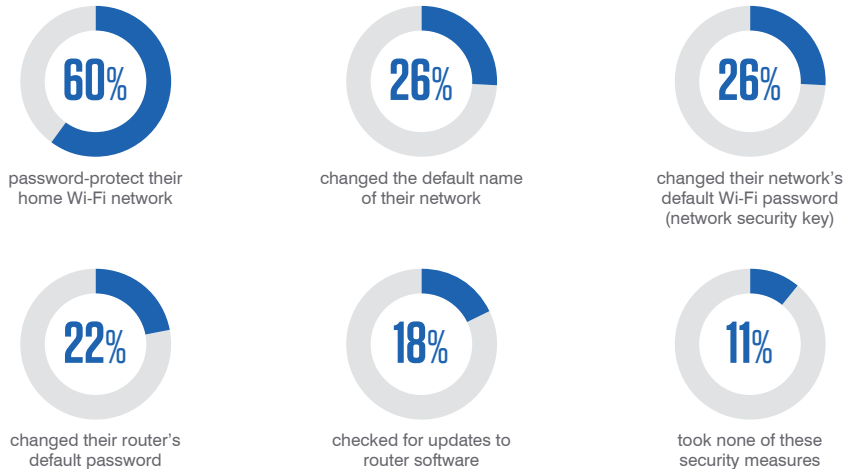 60%
password-protect their
home Wi-Fi network
26%
changed the default name
of their network
26%
changed their network's
default Wi-Fi password
(network security key)
22%
changed their router's
default password
18%
checked for updates to
router software
11%
took none of these
security measures